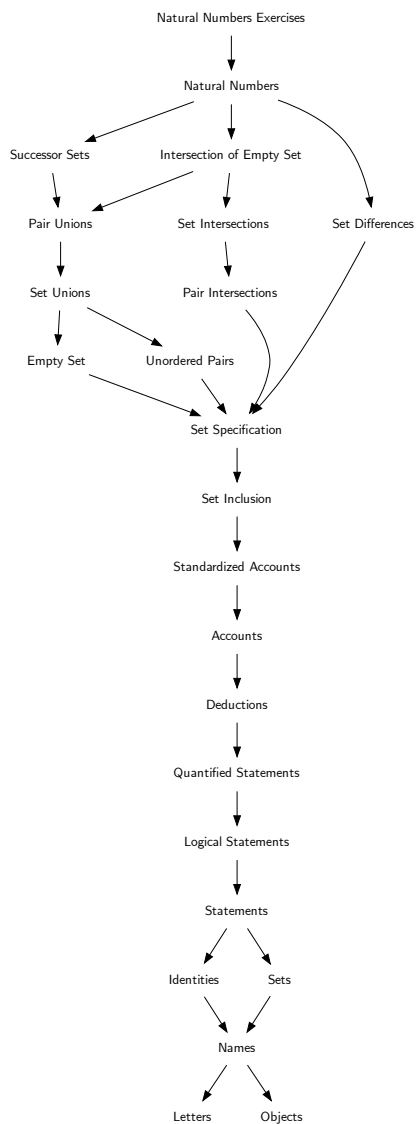 Natural Numbers Exercises
Natural Numbers
Successor Sets
Intersection of Empty Set
Pair Unions
Set Intersections
Set Differences
Set Unions
Pair Intersections
Empty Set
Unordered Pairs
Set Specification
Set Inclusion
Standardized Accounts
Accounts
Deductions
Quantified Statements
Logical Statements
Statements
Identities
Sets
Names
Letters
Objects